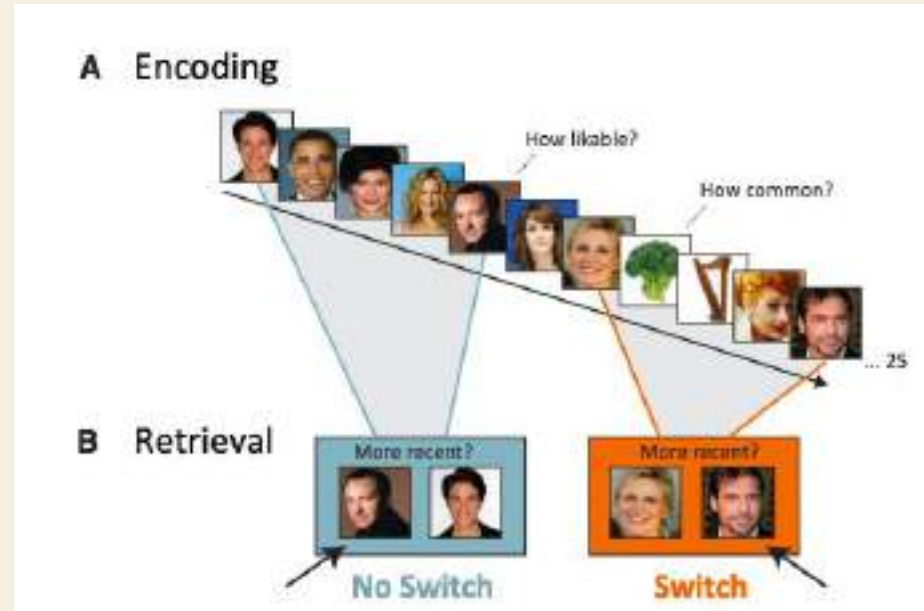 A Encoding
How likable?
How common?
... 25
B Retrieval
More recent?
More recent?
No Switch
Switch